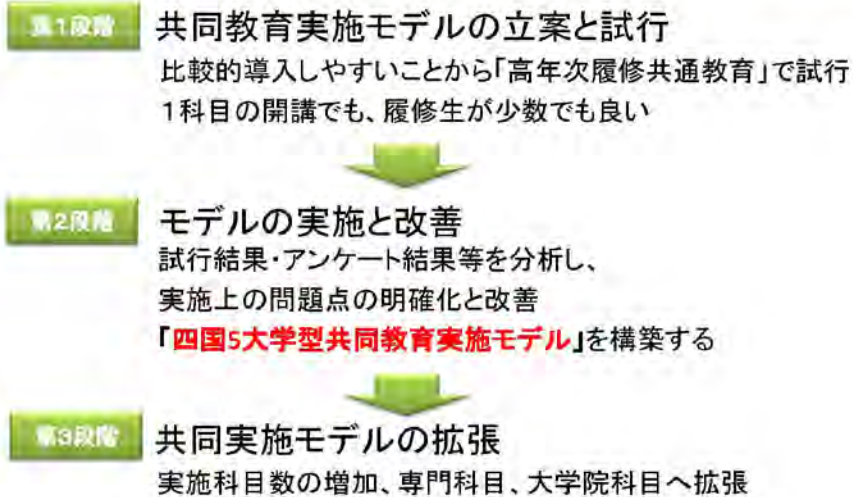 第1段階 共同教育実施モデルの立案と試行
比較的導入しやすいことから「高年次履修共通教育」で試行
1科目の開講でも、履修生が少数でも良い
第2段階 モデルの実施と改善
試行結果・アンケート結果等を分析し、
実施上の問題点の明確化と改善
「四国5大学型共同教育実施モデル」を構築する
第3段階 共同実施モデルの拡張
実施科目数の増加、専門科目、大学院科目へ拡張